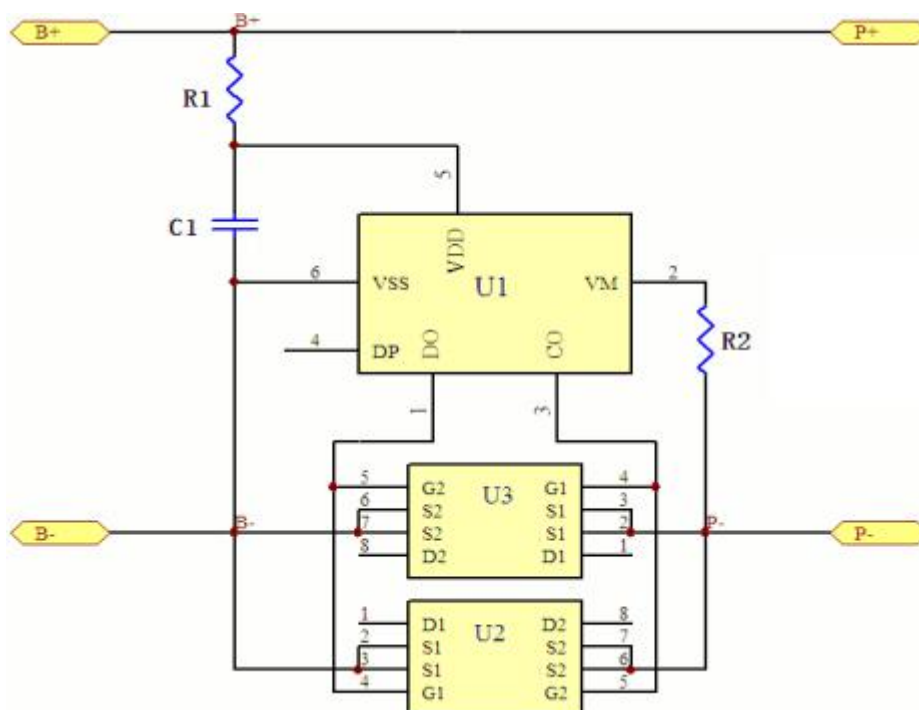 B+ B+ P+
R1
5
C1
VDD
6 VSS U1 VM 2
R2
4 DP DO CO
1 3
5 G2 U3 G1 4
6 S2 S1 3
B- B- 7 S2 S1 2 P- P-
8 D2 D1 1
1 D1 U2 D2 8
2 S1 S2 7
3 S1 S2 6
4 G1 G2 5